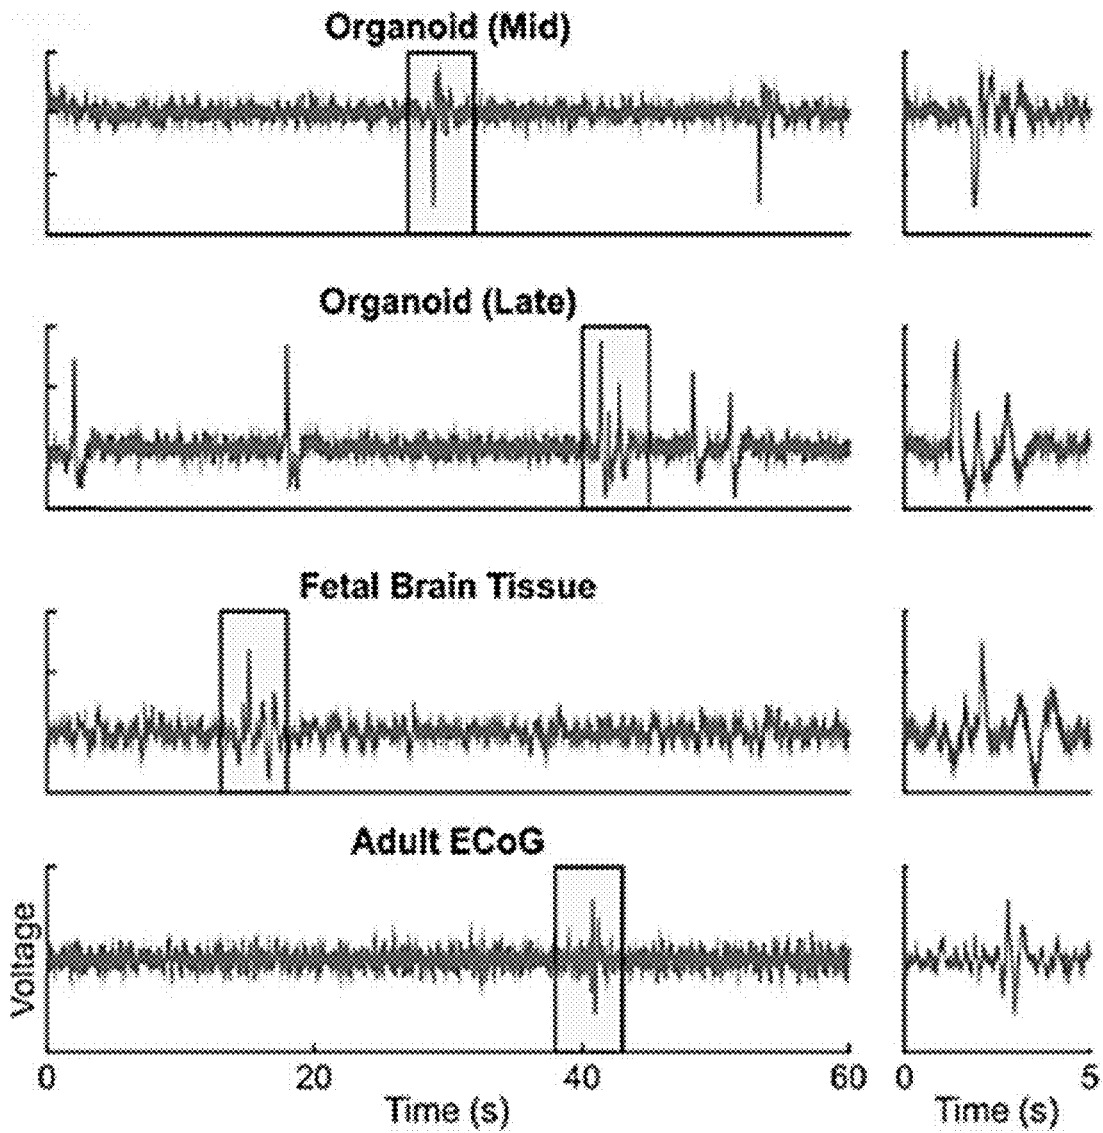 Organoid (Mid)
Organoid (Late)
Fetal Brain Tissue
Adult ECoG
Voltage
0 20 40 60 0 5
Time (s) Time (s)